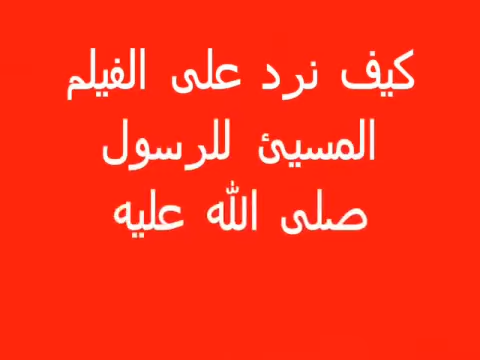 كيف نرد على الفيلم
المسيئ للرسول
صلى الله عليه